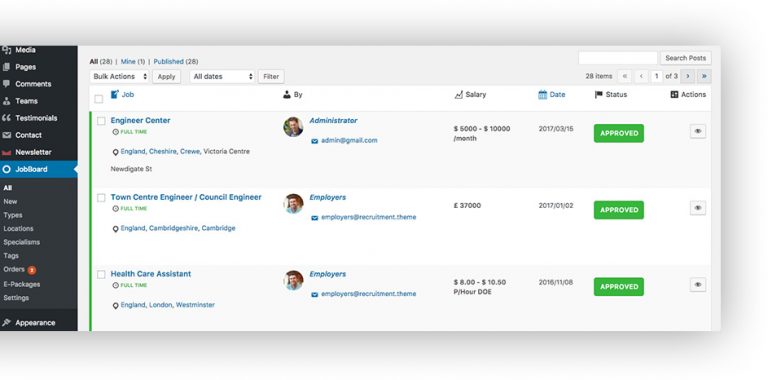 Media
Pages
Comments
Teams
Testimonials
Contact
Newsletter
JobBoard
All
New
Types
Locations
Specialisms
Tags
Orders 2
E-Packages
Settings
Appearance
All (28) | Mine (1) | Published (28)
Search Posts
Bulk Actions Apply All dates Filter
28 items « ‹ 1 of 3 › »
Job By Salary Date Status Actions
Engineer Center
FULL TIME
England, Cheshire, Crewe, Victoria Centre
Newdigate St
Administrator
admin@gmail.com
$ 5000 - $ 10000
/month
2017/03/15
APPROVED
Town Centre Engineer / Council Engineer
FULL TIME
England, Cambridgeshire, Cambridge
Employers
employers@recruitment.theme
£ 37000
2017/01/02
APPROVED
Health Care Assistant
FULL TIME
England, London, Westminster
Employers
employers@recruitment.theme
$ 8.00 - $ 10.50
P/Hour DOE
2016/11/08
APPROVED